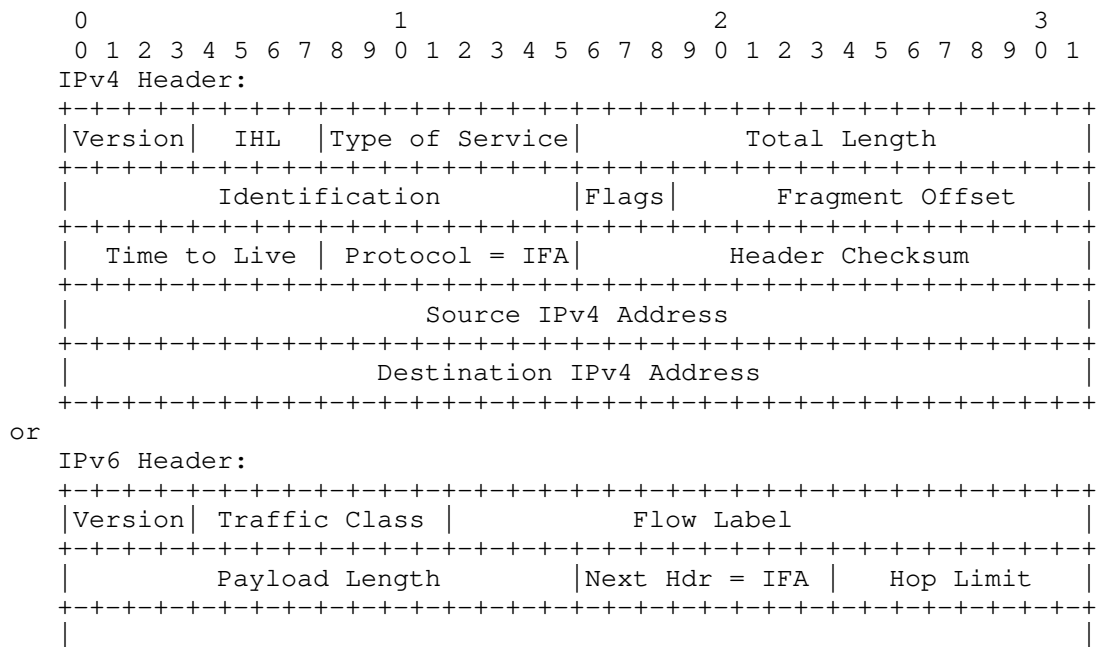 0                   1                   2                   3
    0 1 2 3 4 5 6 7 8 9 0 1 2 3 4 5 6 7 8 9 0 1 2 3 4 5 6 7 8 9 0 1
   IPv4 Header:
   +-+-+-+-+-+-+-+-+-+-+-+-+-+-+-+-+-+-+-+-+-+-+-+-+-+-+-+-+-+-+-+-+
   |Version|  IHL  |Type of Service|          Total Length         |
   +-+-+-+-+-+-+-+-+-+-+-+-+-+-+-+-+-+-+-+-+-+-+-+-+-+-+-+-+-+-+-+-+
   |         Identification        |Flags|      Fragment Offset    |
   +-+-+-+-+-+-+-+-+-+-+-+-+-+-+-+-+-+-+-+-+-+-+-+-+-+-+-+-+-+-+-+-+
   |  Time to Live | Protocol = IFA|         Header Checksum       |
   +-+-+-+-+-+-+-+-+-+-+-+-+-+-+-+-+-+-+-+-+-+-+-+-+-+-+-+-+-+-+-+-+
   |                      Source IPv4 Address                      |
   +-+-+-+-+-+-+-+-+-+-+-+-+-+-+-+-+-+-+-+-+-+-+-+-+-+-+-+-+-+-+-+-+
   |                   Destination IPv4 Address                    |
   +-+-+-+-+-+-+-+-+-+-+-+-+-+-+-+-+-+-+-+-+-+-+-+-+-+-+-+-+-+-+-+-+
or
   IPv6 Header:
   +-+-+-+-+-+-+-+-+-+-+-+-+-+-+-+-+-+-+-+-+-+-+-+-+-+-+-+-+-+-+-+-+
   |Version| Traffic Class |           Flow Label                  |
   +-+-+-+-+-+-+-+-+-+-+-+-+-+-+-+-+-+-+-+-+-+-+-+-+-+-+-+-+-+-+-+-+
   |         Payload Length        |Next Hdr = IFA |   Hop Limit   |
   +-+-+-+-+-+-+-+-+-+-+-+-+-+-+-+-+-+-+-+-+-+-+-+-+-+-+-+-+-+-+-+-+
   |                                                               |